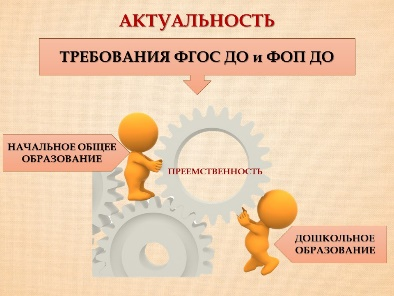 АКТУАЛЬНОСТЬ
ТРЕБОВАНИЯ ФГОС ДО и ФОП ДО
НАЧАЛЬНОЕ ОБЩЕЕ
ОБРАЗОВАНИЕ
ПРЕЕМСТВЕННОСТЬ
ДОШКОЛЬНОЕ
ОБРАЗОВАНИЕ